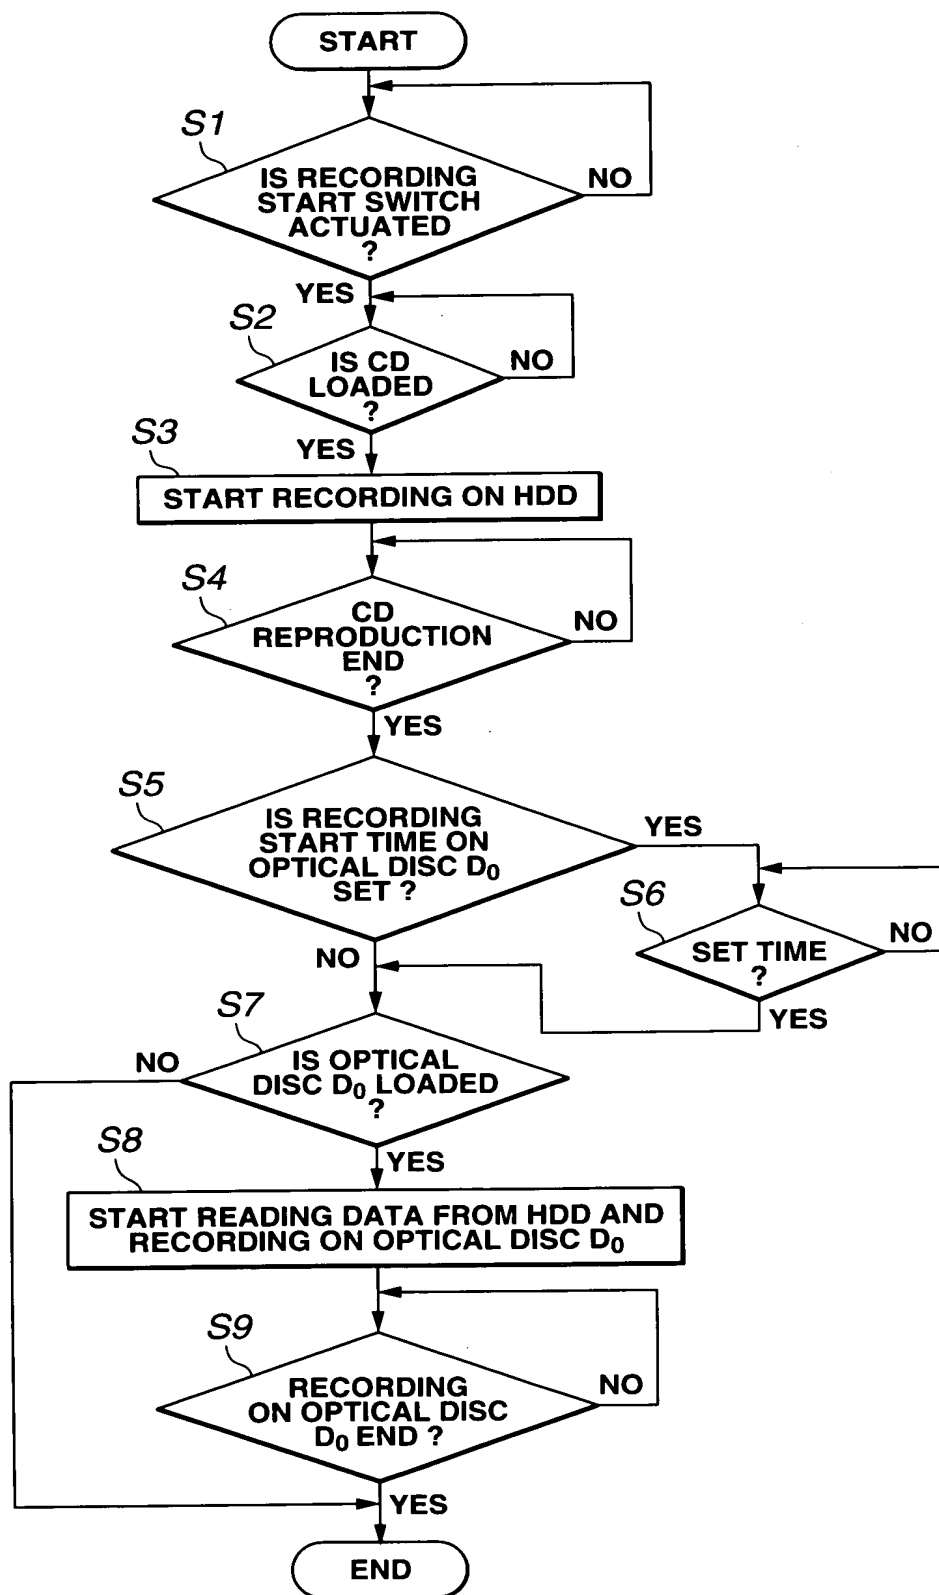 START
S1
IS RECORDING
START SWITCH
ACTUATED
?
NO
YES
S2
IS CD
LOADED
?
NO
YES
S3
START RECORDING ON HDD
S4
CD
REPRODUCTION
END
?
NO
YES
S5
IS RECORDING
START TIME ON
OPTICAL DISC D₀
SET ?
YES
NO
S6
SET TIME
?
NO
YES
S7
IS OPTICAL
DISC D₀ LOADED
?
NO
YES
S8
START READING DATA FROM HDD AND
RECORDING ON OPTICAL DISC D₀
S9
RECORDING
ON OPTICAL DISC
D₀ END ?
NO
YES
END